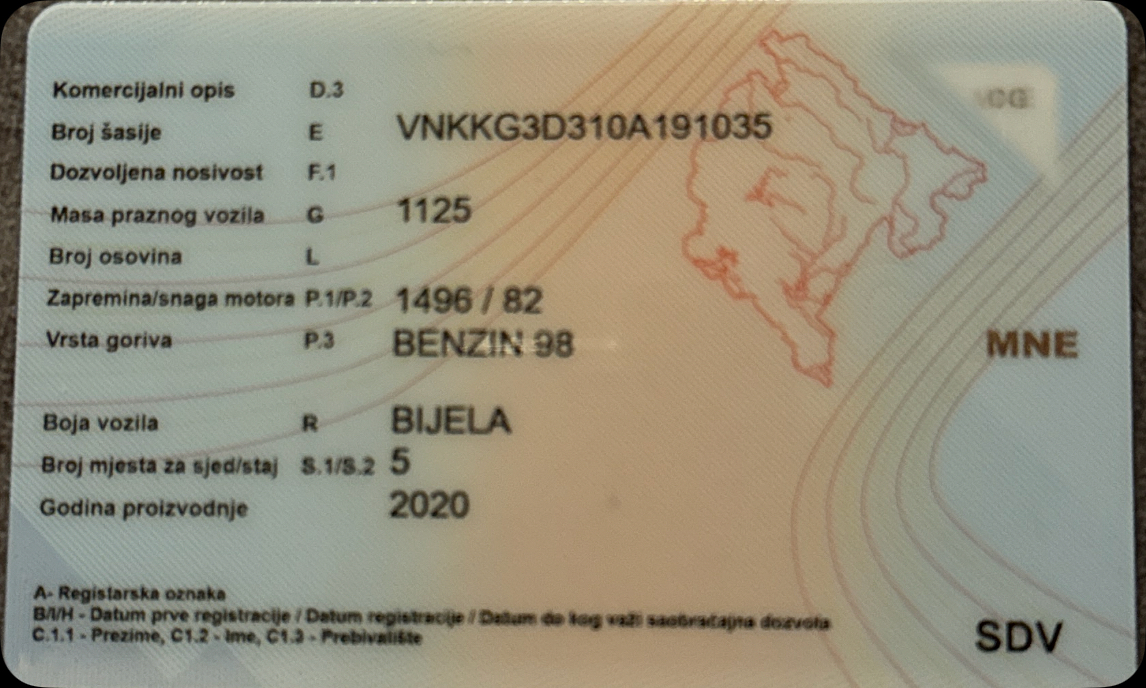 Komercijalni opis D.3
Broj šasije E VNKKG3D310A191035
Dozvoljena nosivost F.1
Masa praznog vozila G 1125
Broj osovina L
Zapremina/snaga motora P.1/P.2 1496 / 82
Vrsta goriva P.3 BENZIN 98
MNE
Boja vozila R BIJELA
Broj mjesta za sjed/staj S.1/S.2 5
Godina proizvodnje 2020
A- Registarska oznaka
B/I/H - Datum prve registracije / Datum registracije / Datum do kog važi saobraćajna dozvola
C.1.1 - Prezime, C1.2 - Ime, C1.3 - Prebivalište
SDV